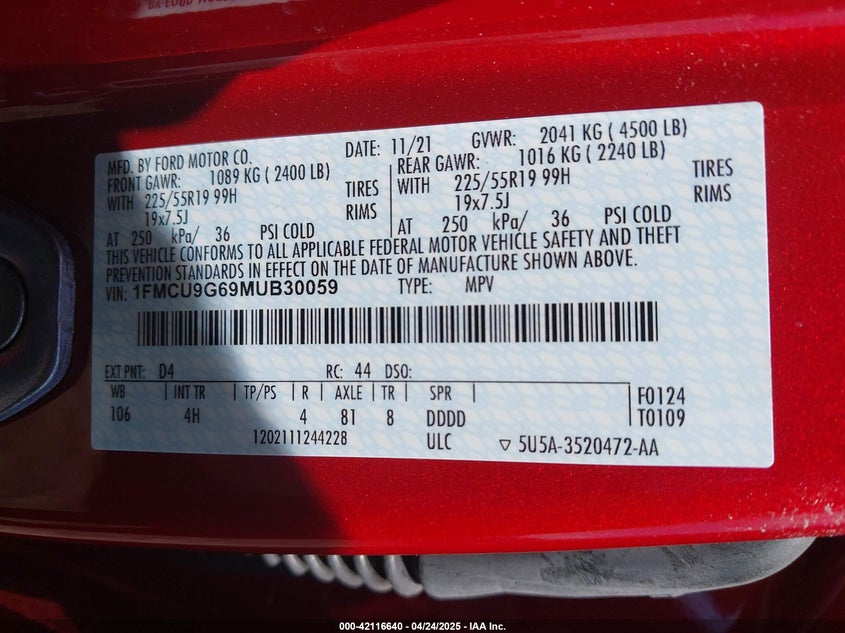 MFD. BY FORD MOTOR CO. DATE: 11/21 GVWR: 2041 KG ( 4500 LB)
FRONT GAWR: 1089 KG ( 2400 LB) REAR GAWR: 1016 KG ( 2240 LB)
WITH 225/55R19 99H TIRES WITH 225/55R19 99H TIRES
19x7.5J RIMS 19x7.5J RIMS
AT 250 kPa/ 36 PSI COLD AT 250 kPa/ 36 PSI COLD
THIS VEHICLE CONFORMS TO ALL APPLICABLE FEDERAL MOTOR VEHICLE SAFETY AND THEFT
PREVENTION STANDARDS IN EFFECT ON THE DATE OF MANUFACTURE SHOWN ABOVE.
VIN: 1FMCU9G69MUB30059 TYPE: MPV
EXT PNT: D4 RC: 44 DSO:
WB INT TR TP/PS R AXLE TR SPR F0124
106 4H 4 81 8 DDDD T0109
1202111244228 ULC ▽ 5U5A-3520472-AA
000-42116640 - 04/24/2025 - IAA Inc.